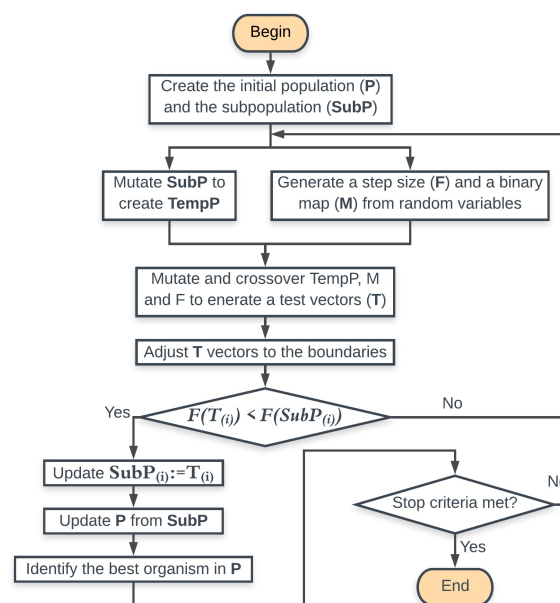 Begin
Create the initial population (P)
and the subpopulation (SubP)
Mutate SubP to
create TempP
Generate a step size (F) and a binary
map (M) from random variables
Mutate and crossover TempP, M
and F to enerate a test vectors (T)
Adjust T vectors to the boundaries
F(T(i)) < F(SubP(i))
Yes
No
Update SubP(i):=T(i)
Update P from SubP
Identify the best organism in P
Stop criteria met?
Yes
End